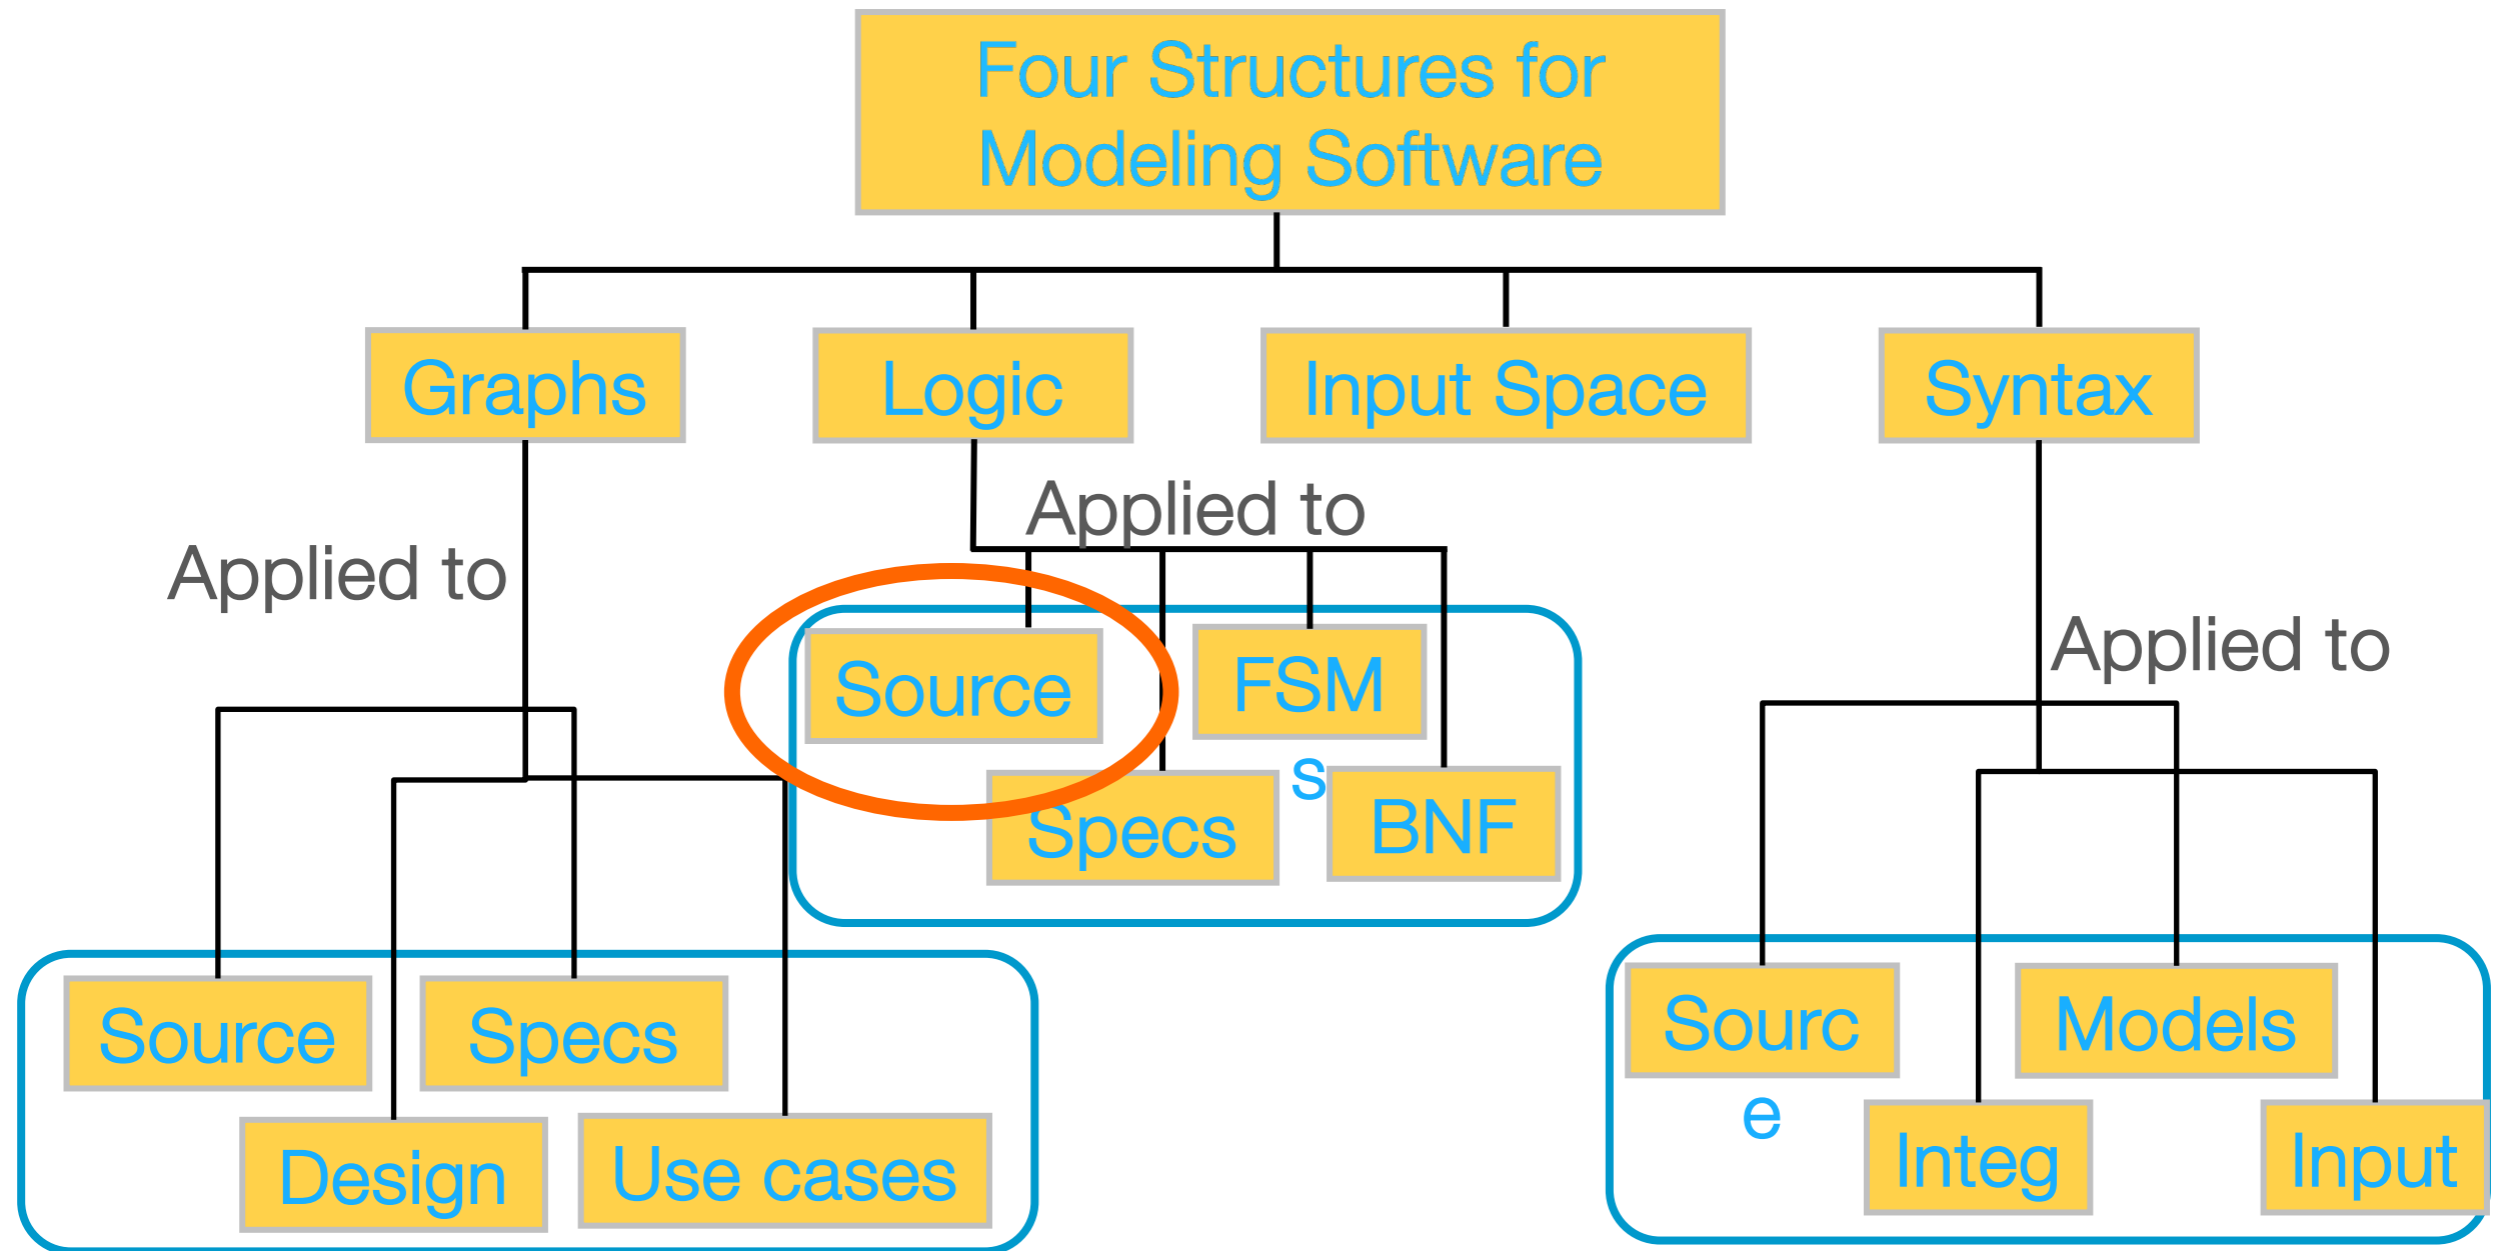 Four Structures for
Modeling Software
Graphs
Logic
Input Space
Syntax
Applied to
Applied to
Applied to
Source
FSM
s
Specs
BNF
Source
Specs
Design
Use cases
Sourc
e
Models
Integ
Input